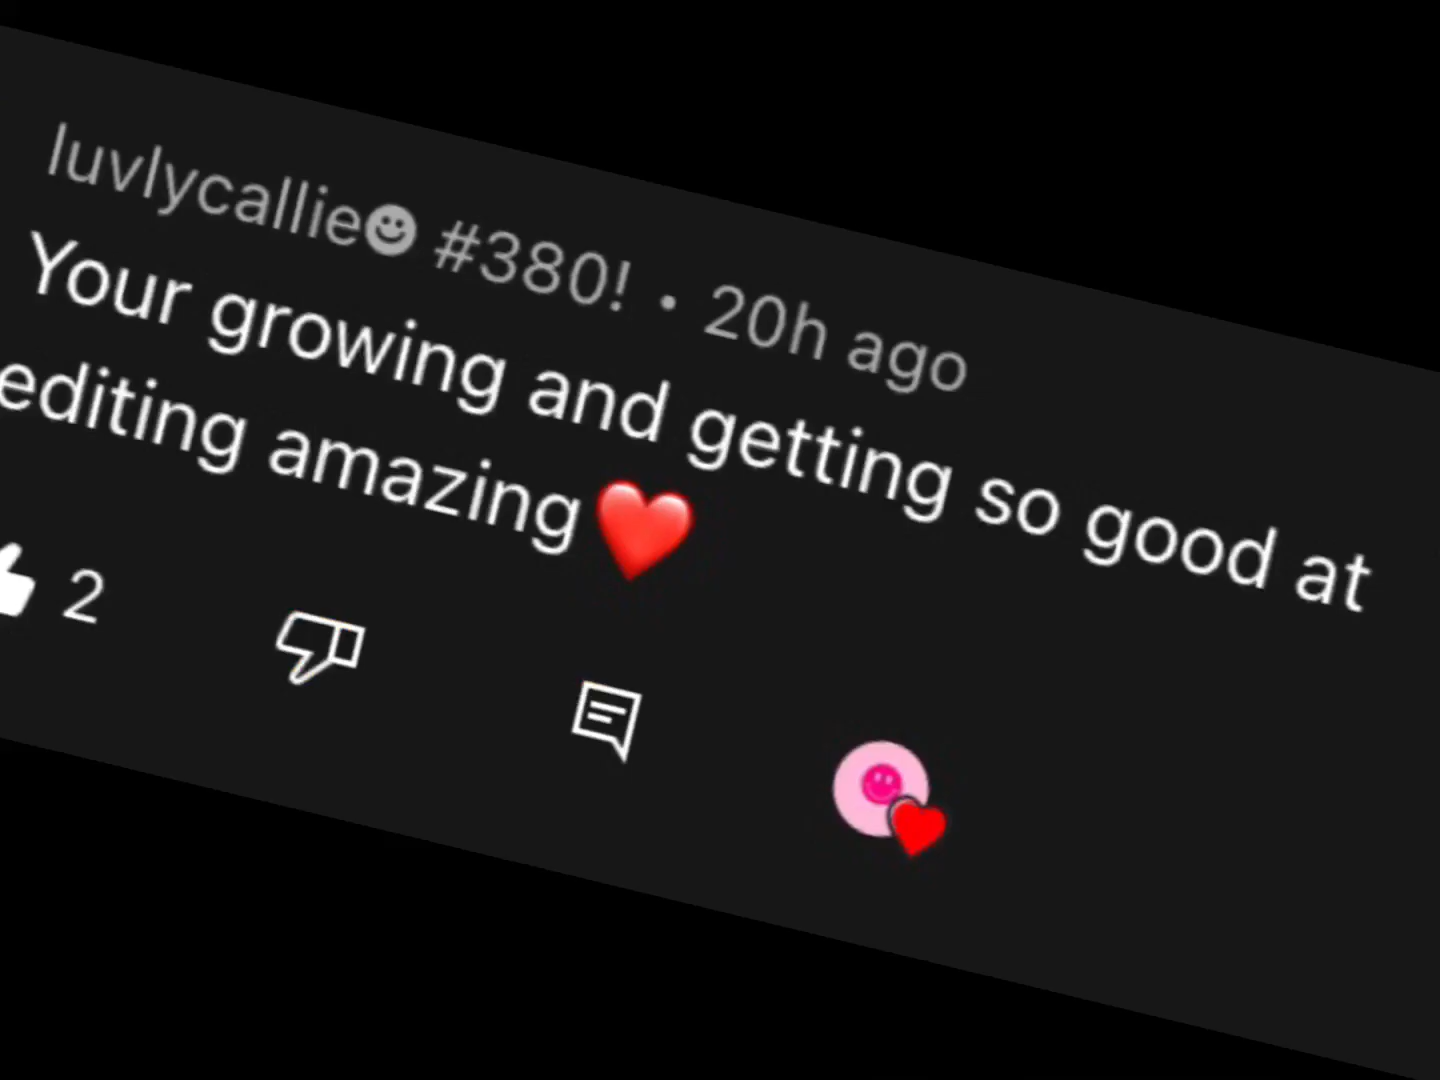 luvlycallie☻ #380! • 20h ago
Your growing and getting so good at
editing amazing❤️
2